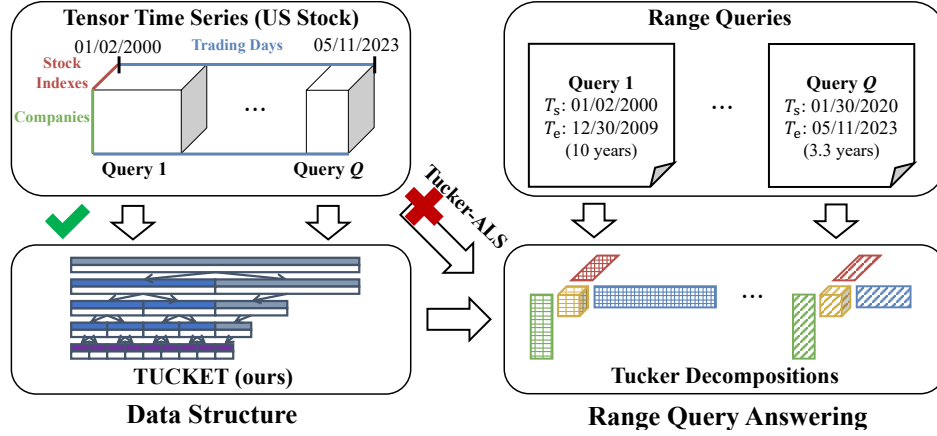 Tensor Time Series (US Stock)
01/02/2000
Trading Days
05/11/2023
Stock
Indexes
Companies
...
Query 1
Query Q
Range Queries
Query 1
Tₛ: 01/02/2000
Tₑ: 12/30/2009
(10 years)
...
Query Q
Tₛ: 01/30/2020
Tₑ: 05/11/2023
(3.3 years)
Tucker-ALS
TUCKET (ours)
Data Structure
...
Tucker Decompositions
Range Query Answering